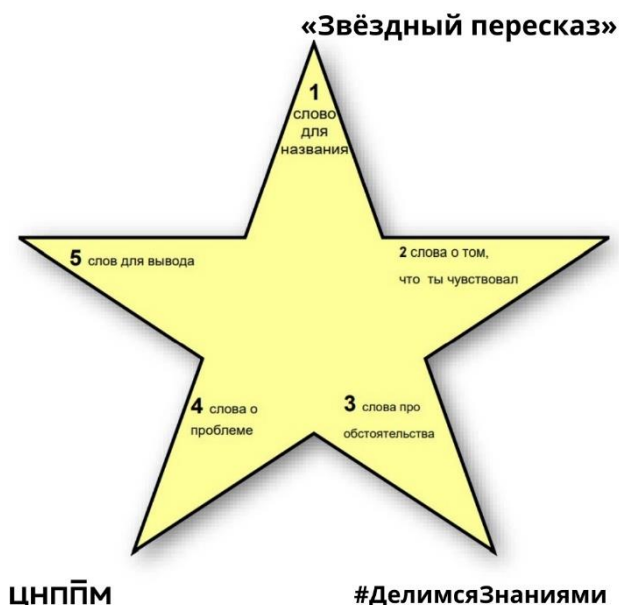 «Звёздный пересказ»
1
слово
для
названия
2 слова о том,
что ты чувствовал
3 слова про
обстоятельства
4 слова о
проблеме
5 слов для вывода
ЦНППМ
#ДелимсяЗнаниями